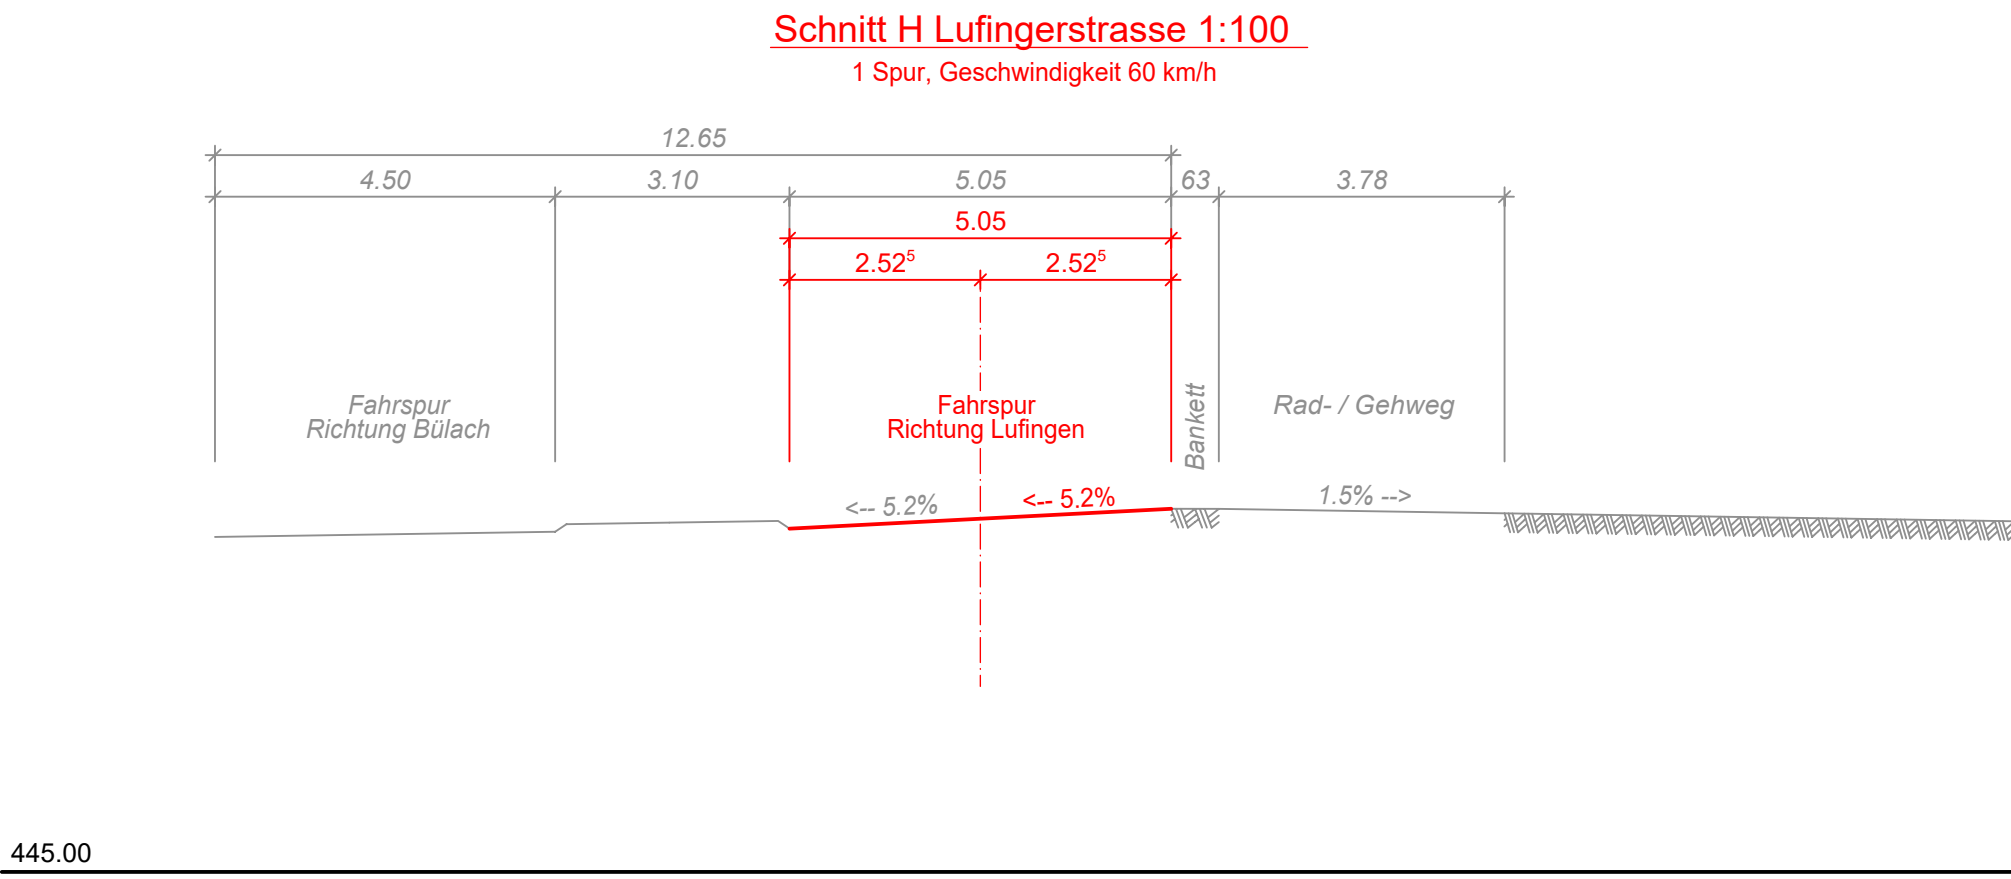 Schnitt H Lufingerstrasse 1:100
1 Spur, Geschwindigkeit 60 km/h
12.65
4.50 3.10 5.05 63 3.78
5.05
2.52⁵ 2.52⁵
Fahrspur
Richtung Bülach
Fahrspur
Richtung Lufingen
Bankett
Rad- / Gehweg
<-- 5.2% <-- 5.2% 1.5% -->
445.00